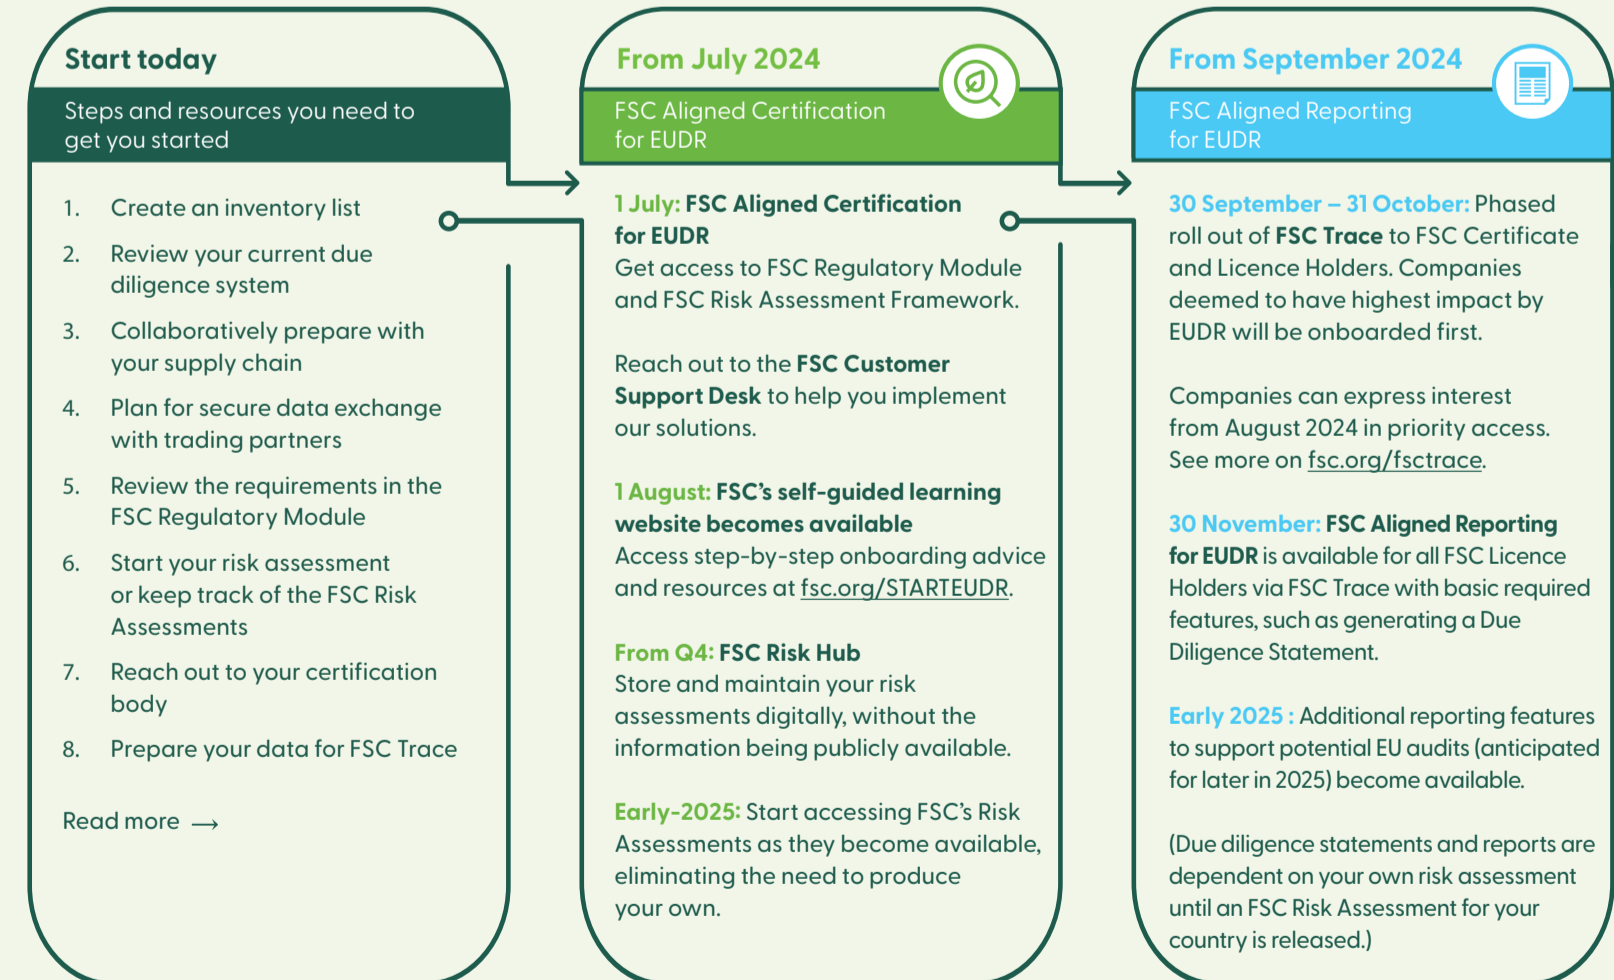 Start today
Steps and resources you need to
get you started
1. Create an inventory list
2. Review your current due
diligence system
3. Collaboratively prepare with
your supply chain
4. Plan for secure data exchange
with trading partners
5. Review the requirements in the
FSC Regulatory Module
6. Start your risk assessment
or keep track of the FSC Risk
Assessments
7. Reach out to your certification
body
8. Prepare your data for FSC Trace
Read more →
From July 2024
FSC Aligned Certification
for EUDR
1 July: FSC Aligned Certification
for EUDR
Get access to FSC Regulatory Module
and FSC Risk Assessment Framework.
Reach out to the FSC Customer
Support Desk to help you implement
our solutions.
1 August: FSC’s self-guided learning
website becomes available
Access step-by-step onboarding advice
and resources at fsc.org/STARTEUDR.
From Q4: FSC Risk Hub
Store and maintain your risk
assessments digitally, without the
information being publicly available.
Early-2025: Start accessing FSC’s Risk
Assessments as they become available,
eliminating the need to produce
your own.
From September 2024
FSC Aligned Reporting
for EUDR
30 September – 31 October: Phased
roll out of FSC Trace to FSC Certificate
and Licence Holders. Companies
deemed to have highest impact by
EUDR will be onboarded first.
Companies can express interest
from August 2024 in priority access.
See more on fsc.org/fsctrace.
30 November: FSC Aligned Reporting
for EUDR is available for all FSC Licence
Holders via FSC Trace with basic required
features, such as generating a Due
Diligence Statement.
Early 2025 : Additional reporting features
to support potential EU audits (anticipated
for later in 2025) become available.
(Due diligence statements and reports are
dependent on your own risk assessment
until an FSC Risk Assessment for your
country is released.)